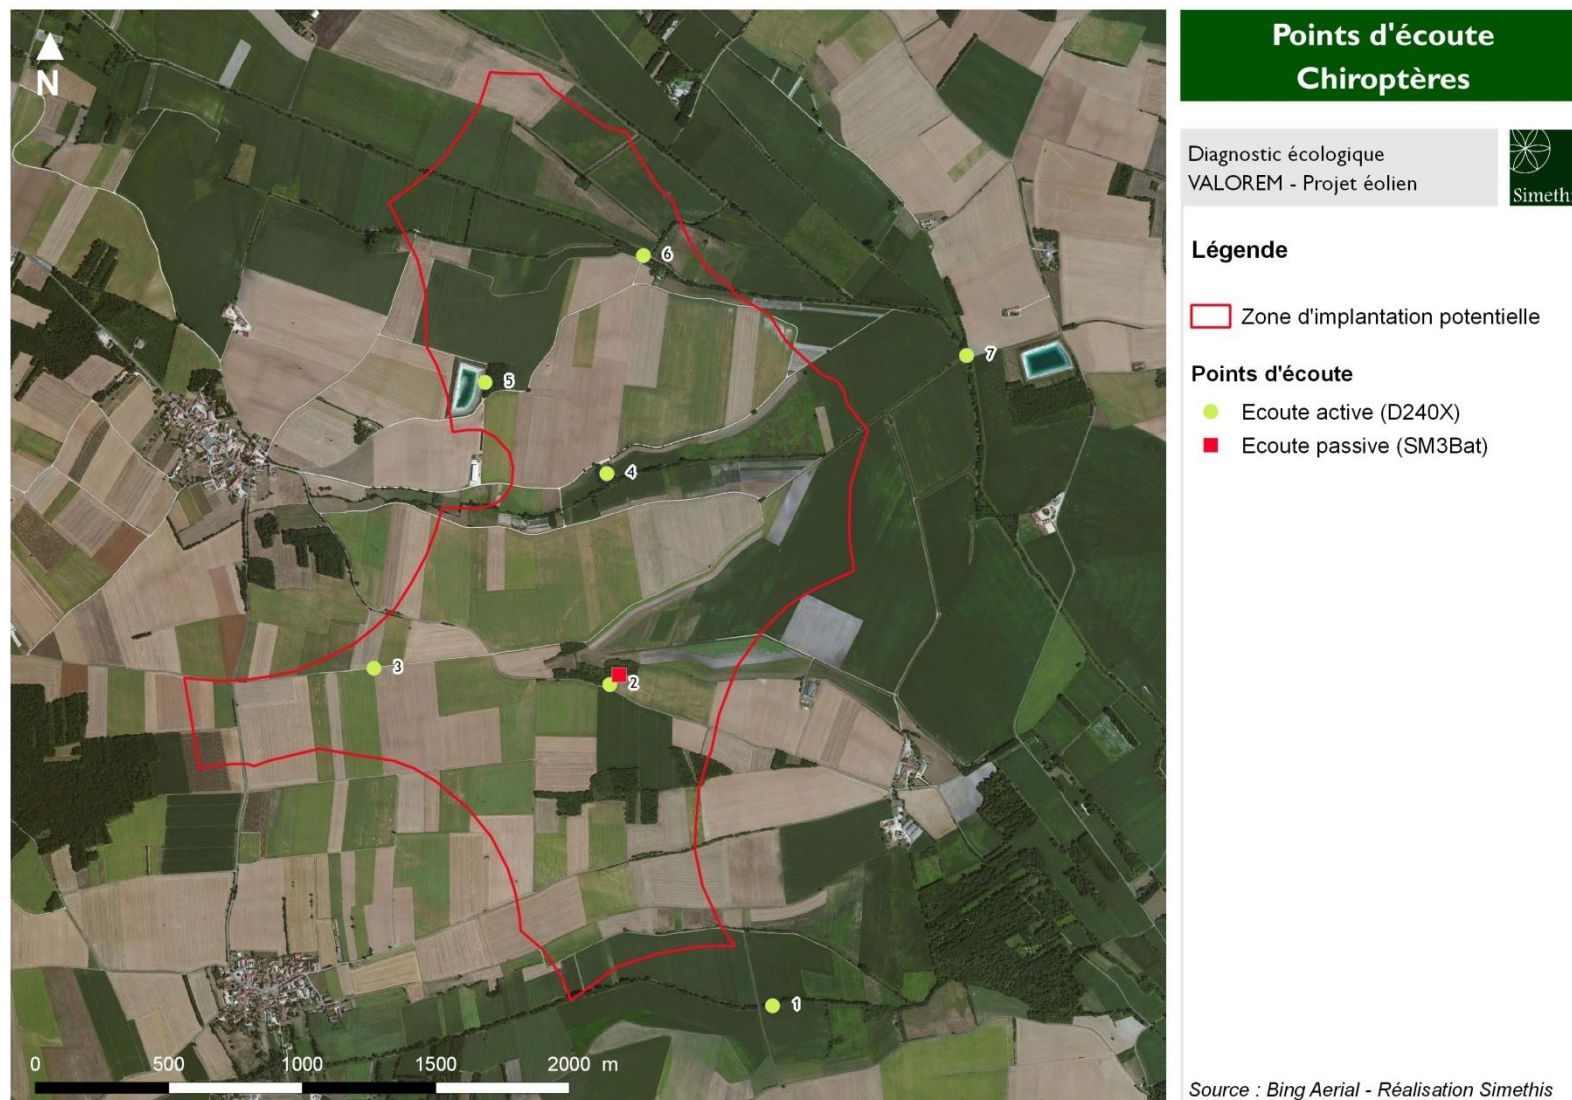 Points d'écoute
Chiroptères
Diagnostic écologique
VALOREM - Projet éolien
Simethi
Légende
Zone d'implantation potentielle
Points d'écoute
Ecoute active (D240X)
Ecoute passive (SM3Bat)
N
6
7
5
4
3
2
1
0 500 1000 1500 2000 m
Source : Bing Aerial - Réalisation Simethis